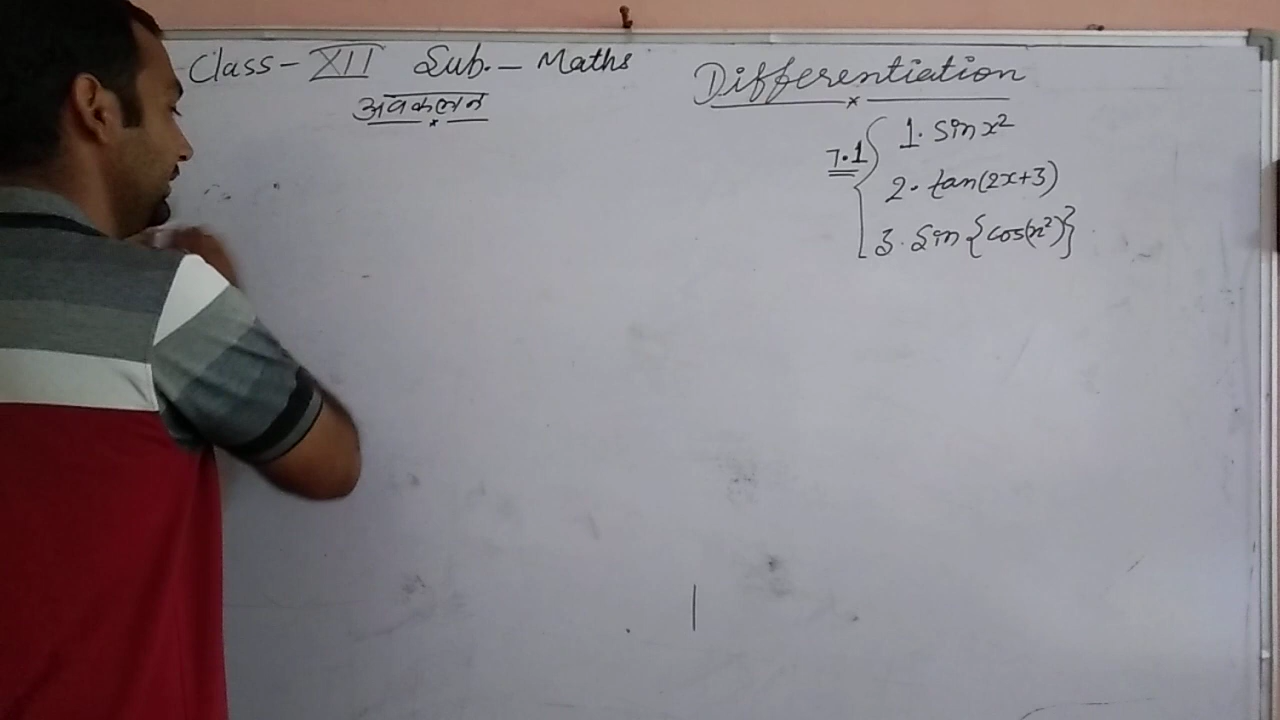 Class - XII Sub. - Maths
अवकलन
Differentiation
7.1
1. Sin x²
2. tan(2x+3)
3. Sin {cos(x²)}